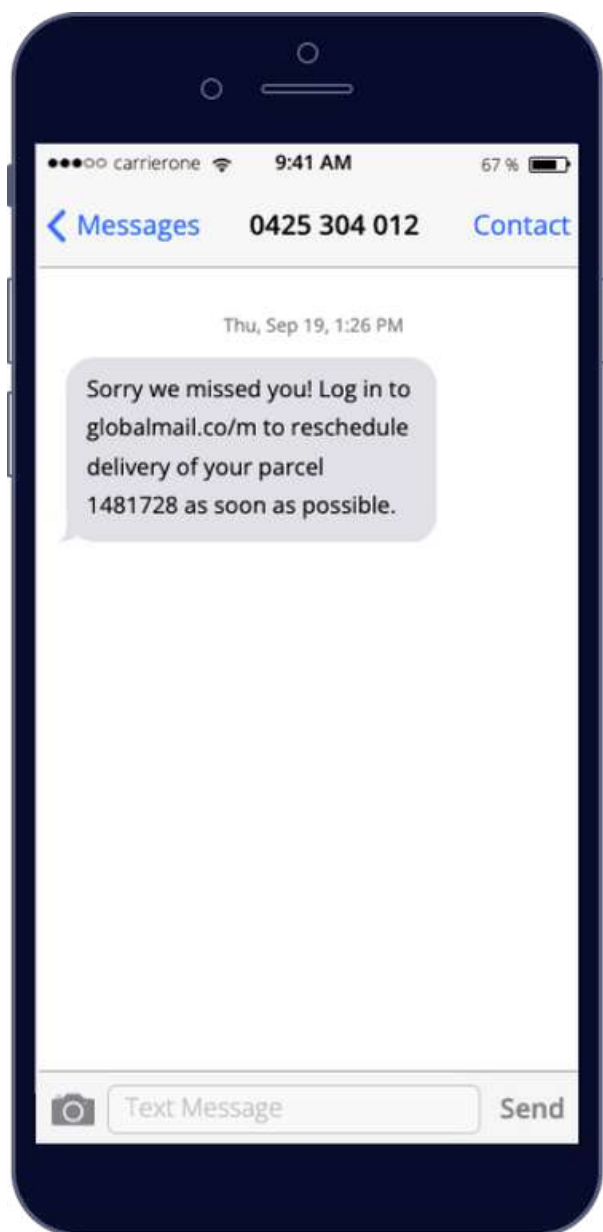 carrierone 9:41 AM 67 %
Messages 0425 304 012 Contact
Thu, Sep 19, 1:26 PM
Sorry we missed you! Log in to
globalmail.co/m to reschedule
delivery of your parcel
1481728 as soon as possible.
Text Message Send